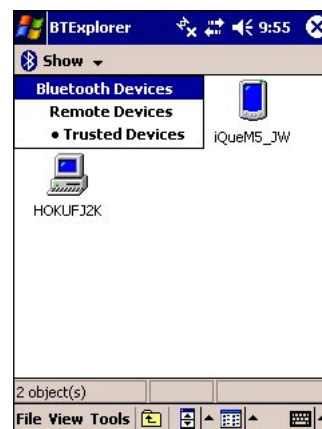 BTExplorer 9:55
Show
Bluetooth Devices
Remote Devices
• Trusted Devices
iQueM5_JW
HOKUFJ2K
2 object(s)
File View Tools